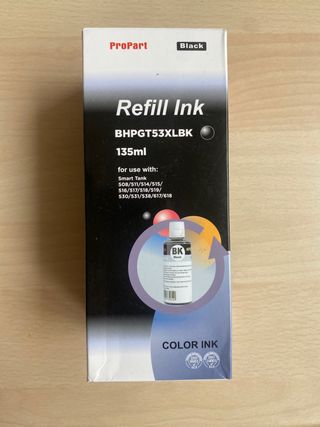 ProPart
Black
Refill Ink
BHPGT53XLBK
135ml
for use with:
Smart Tank
508/511/514/515/
516/517/518/519/
530/531/538/617/618
BK
Black
COLOR INK